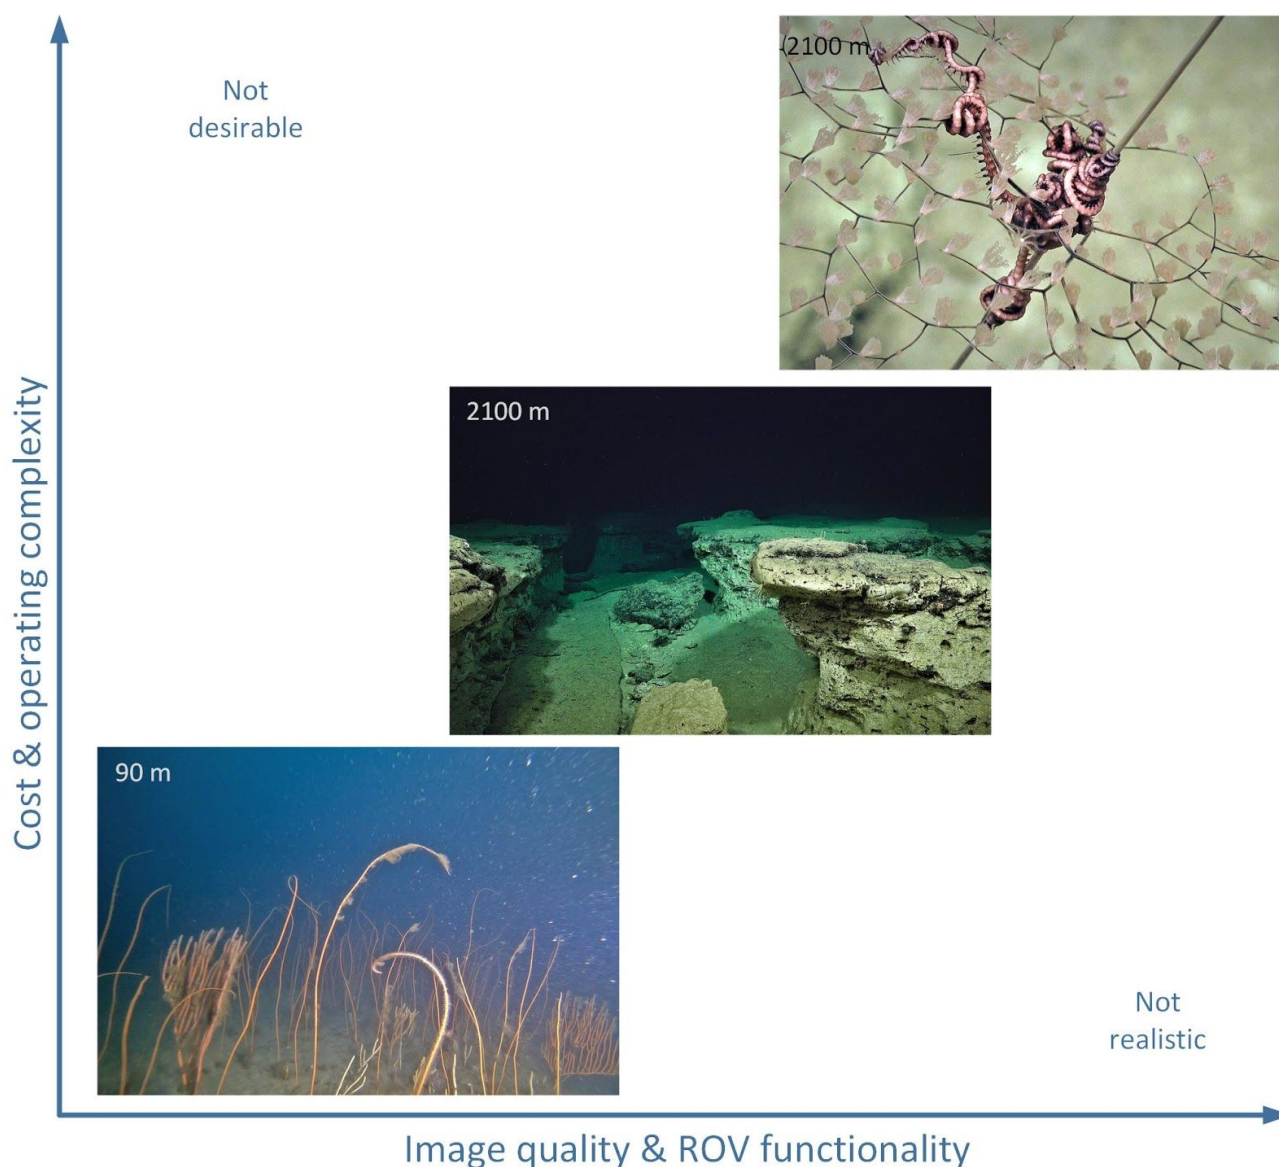 Not
desirable
2100 m
2100 m
90 m
Not
realistic
Cost & operating complexity
Image quality & ROV functionality